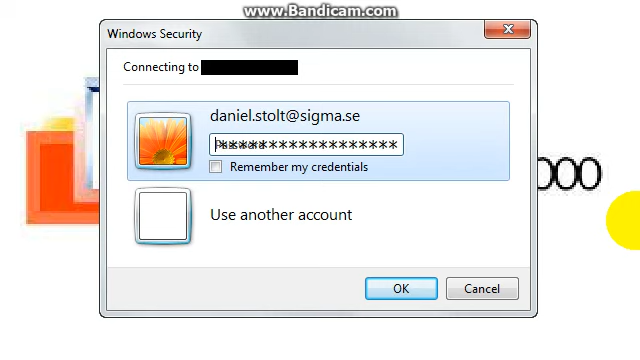 www.Bandicam.com
Windows Security
Connecting to
daniel.stolt@sigma.se
Remember my credentials
000
Use another account
OK
Cancel